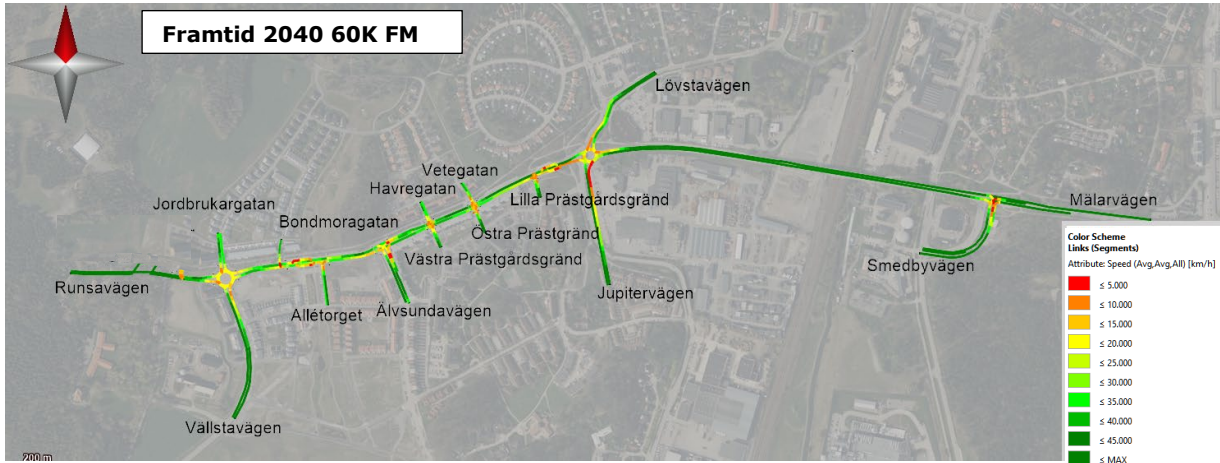 Framtid 2040 60K FM
Lövstavägen
Vetegatan
Havregatan
Jordbrukargatan
Bondmoragatan
Lilla Prästgårdsgränd
Mälarvägen
Östra Prästgränd
Västra Prästgårdsgränd
Smedbyvägen
Runsavägen
Jupitervägen
Allétorget
Älvsundavägen
Vällstavägen
200 m
Color Scheme
Links (Segments)
Attribute: Speed (Avg,Avg,All) [km/h]
≤ 5.000
≤ 10.000
≤ 15.000
≤ 20.000
≤ 25.000
≤ 30.000
≤ 35.000
≤ 40.000
≤ 45.000
≤ MAX